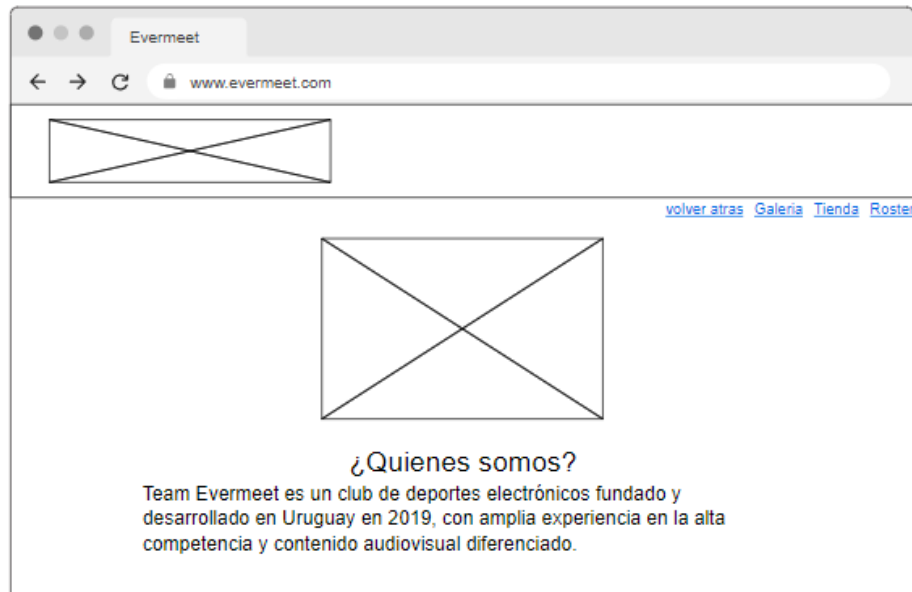 Evermeet
www.evermeet.com
volver atras Galeria Tienda Roster
¿Quienes somos?
Team Evermeet es un club de deportes electrónicos fundado y
desarrollado en Uruguay en 2019, con amplia experiencia en la alta
competencia y contenido audiovisual diferenciado.